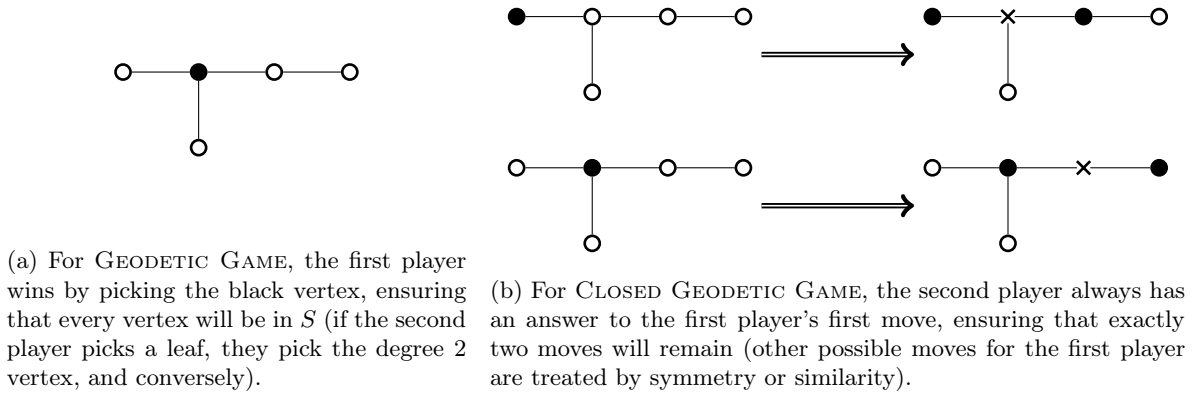 (a) For GEODETIC GAME, the first player
wins by picking the black vertex, ensuring
that every vertex will be in S (if the second
player picks a leaf, they pick the degree 2
vertex, and conversely).
(b) For CLOSED GEODETIC GAME, the second player always has
an answer to the first player's first move, ensuring that exactly
two moves will remain (other possible moves for the first player
are treated by symmetry or similarity).